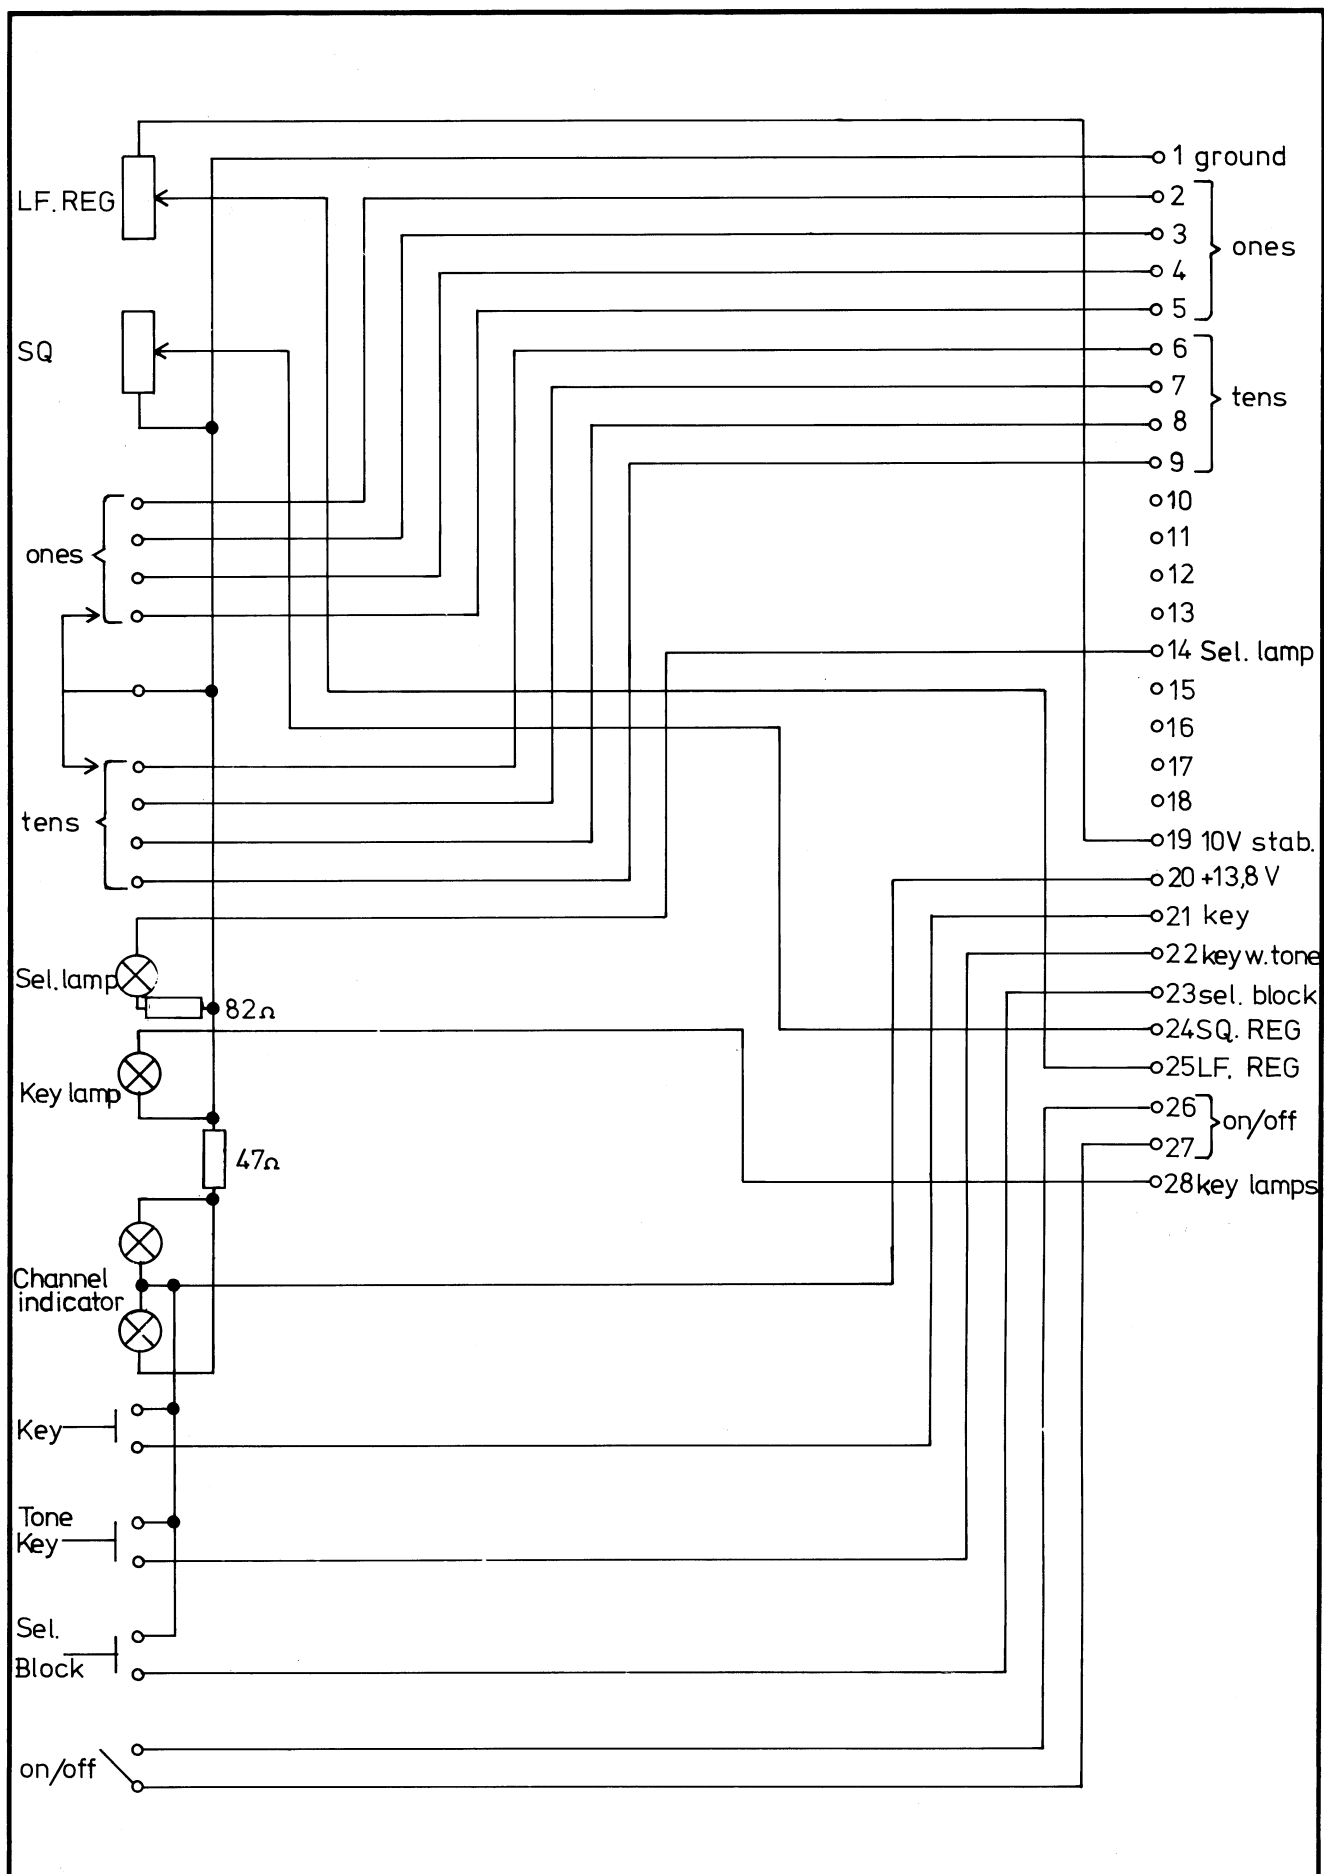 LF. REG
SQ
ones
tens
Sel. lamp
82Ω
Key lamp
47Ω
Channel
indicator
Key
Tone
Key
Sel.
Block
on/off
1 ground
2
3
4
5
ones
6
7
8
9
tens
10
11
12
13
14 Sel. lamp
15
16
17
18
19 10V stab.
20 +13,8 V
21 key
22 key w. tone
23 sel. block
24 SQ. REG
25 LF. REG
26
27
on/off
28 key lamps